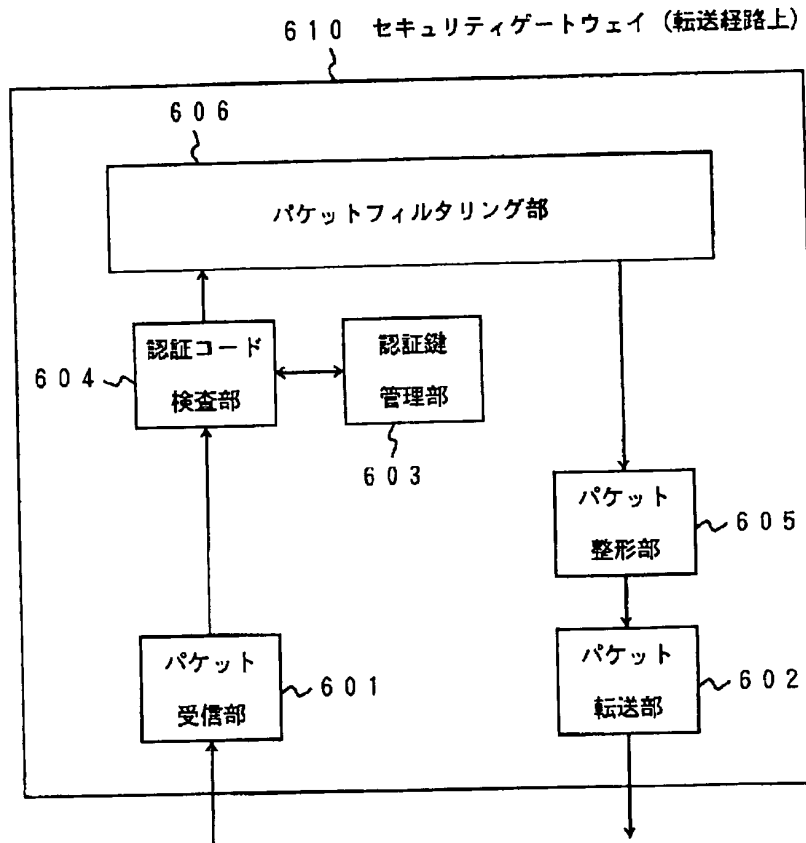 610 セキュリティゲートウェイ (転送経路上)
606
パケットフィルタリング部
認証コード
検査部
604
認証鍵
管理部
603
パケット
整形部
605
パケット
受信部
601
パケット
転送部
602